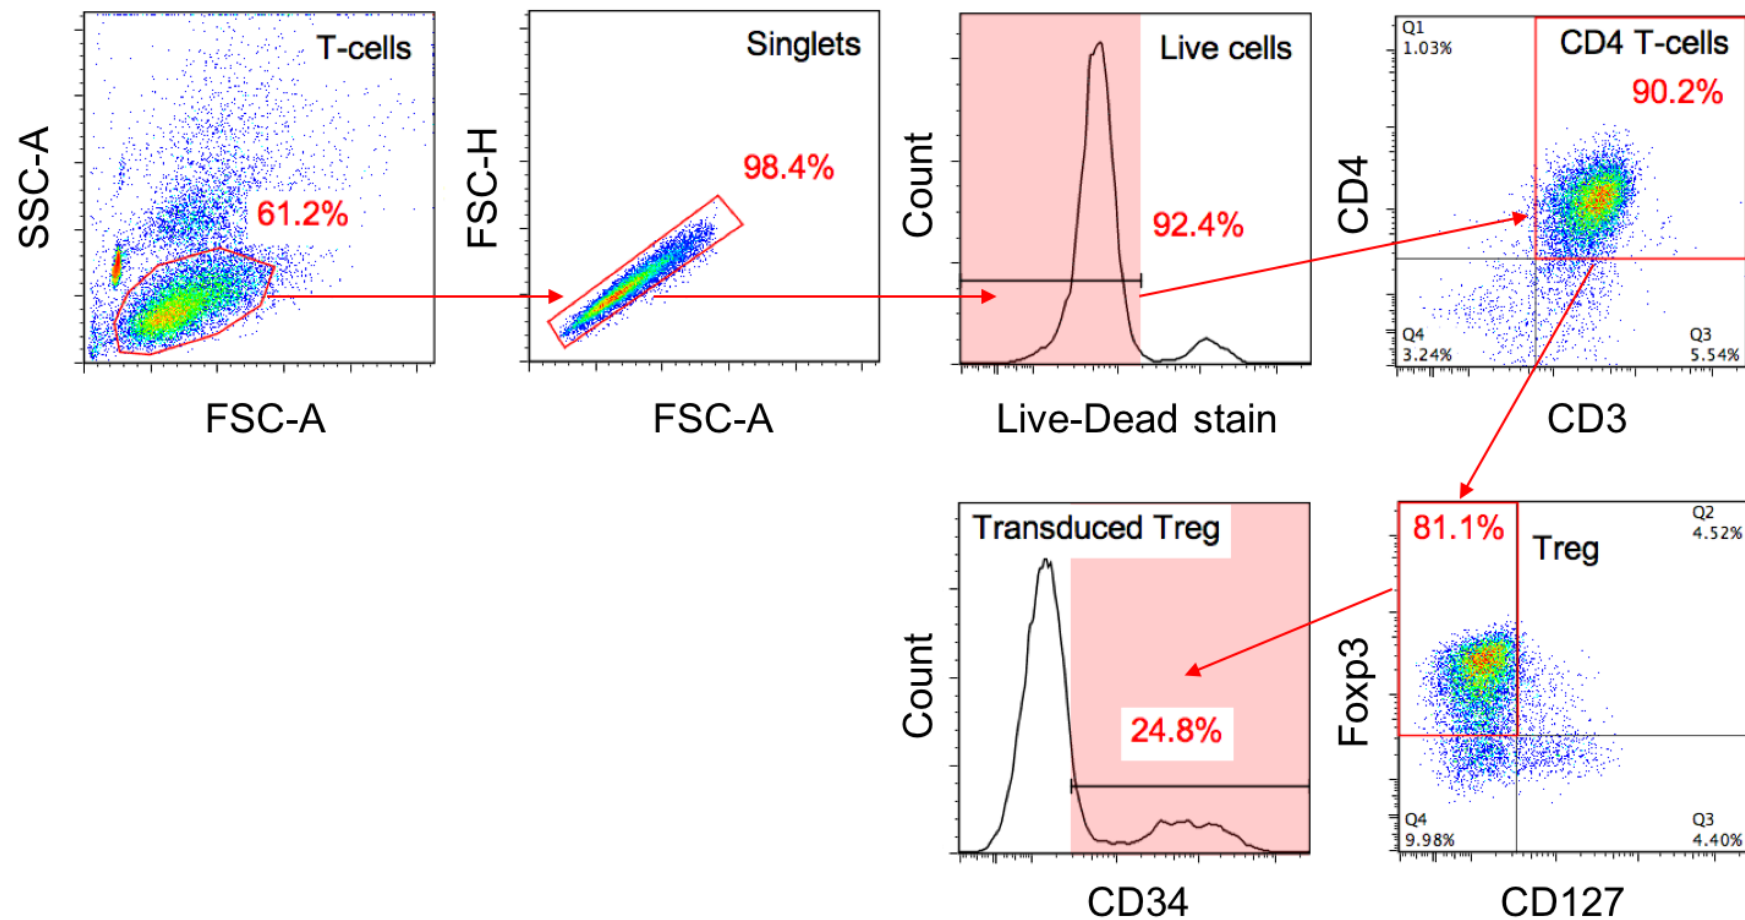 T-cells
61.2%
SSC-A
FSC-A
Singlets
98.4%
FSC-H
FSC-A
Live cells
92.4%
Count
Live-Dead stain
Q1
1.03%
CD4 T-cells
90.2%
CD4
Q4
3.24%
Q3
5.54%
CD3
Transduced Treg
24.8%
Count
CD34
81.1%
Q2
4.52%
Treg
Foxp3
Q4
9.98%
Q3
4.40%
CD127